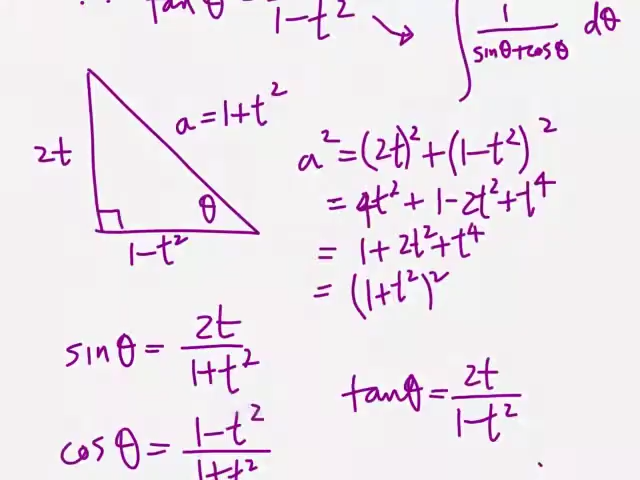 tanθ = 1-t²
∫ 1/(sinθ+cosθ) dθ
2t
a = 1+t²
θ
1-t²
a² = (2t)² + (1-t²)²
= 4t² + 1-2t²+t⁴
= 1+2t²+t⁴
= (1+t²)²
sinθ = 2t/(1+t²)
tanθ = 2t/(1-t²)
cosθ = (1-t²)/(1+t²)